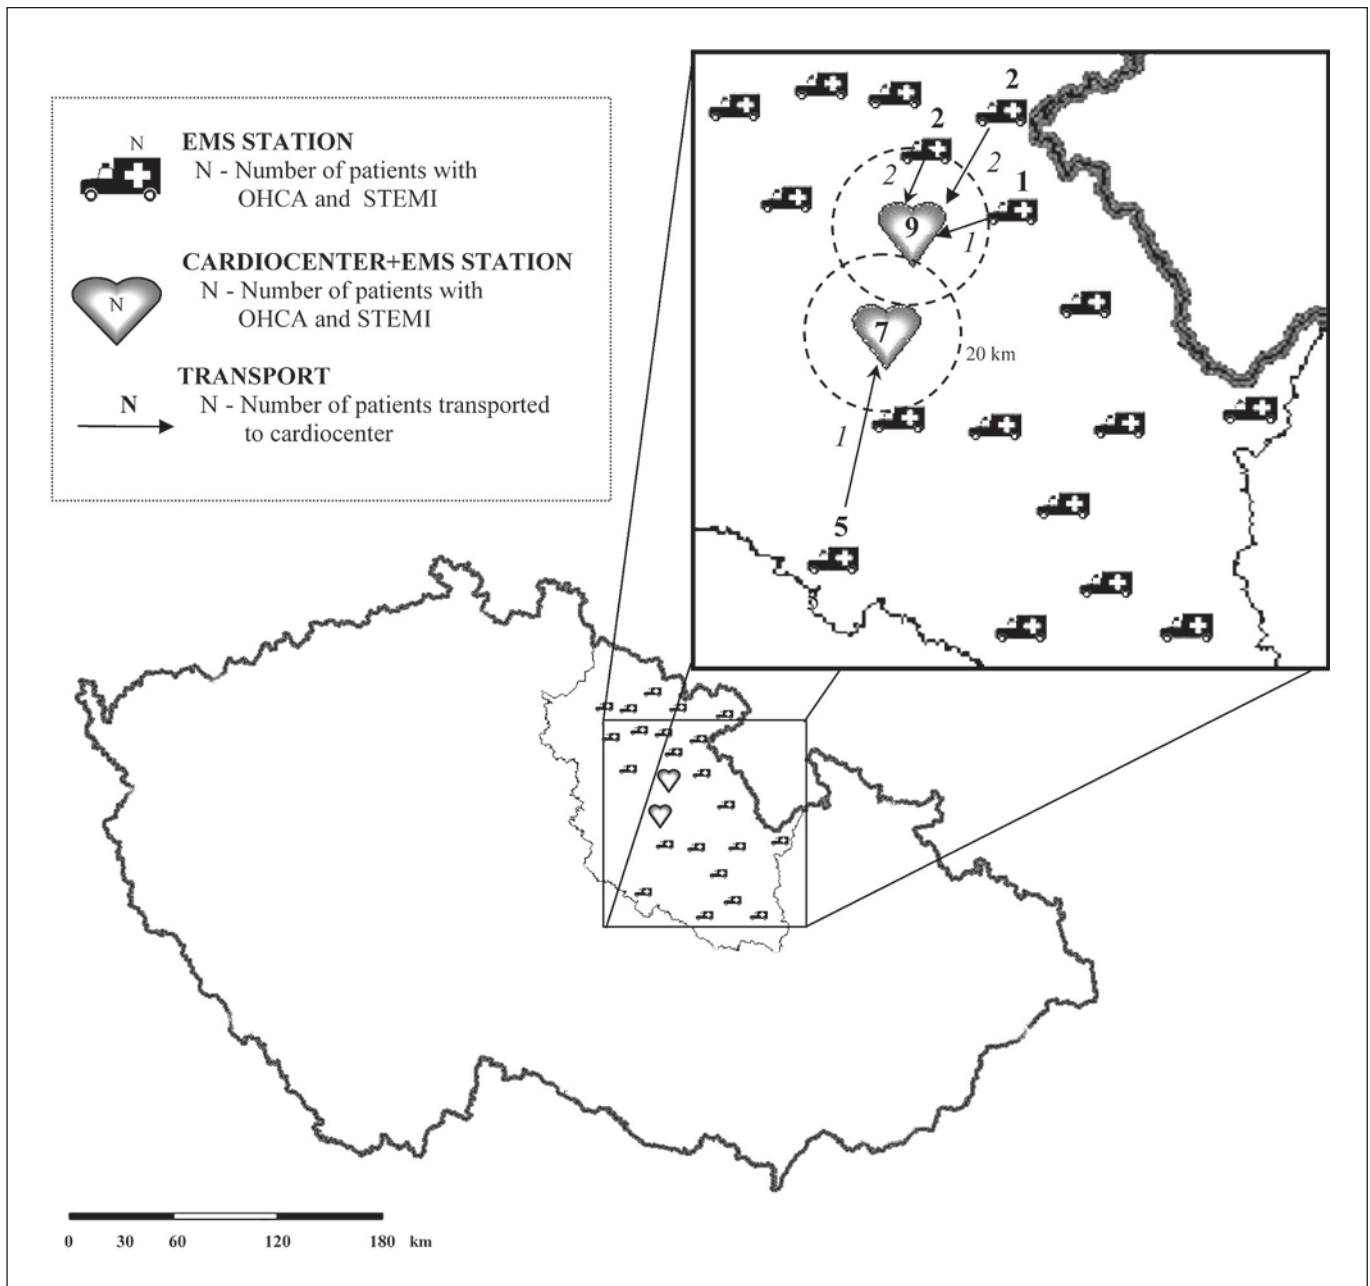 N
EMS STATION
N - Number of patients with
OHCA and STEMI
N
CARDIOCENTER+EMS STATION
N - Number of patients with
OHCA and STEMI
TRANSPORT
N
N - Number of patients transported
to cardiocenter
2
2
2
2
1
9
1
7
20 km
1
5
0 30 60 120 180 km